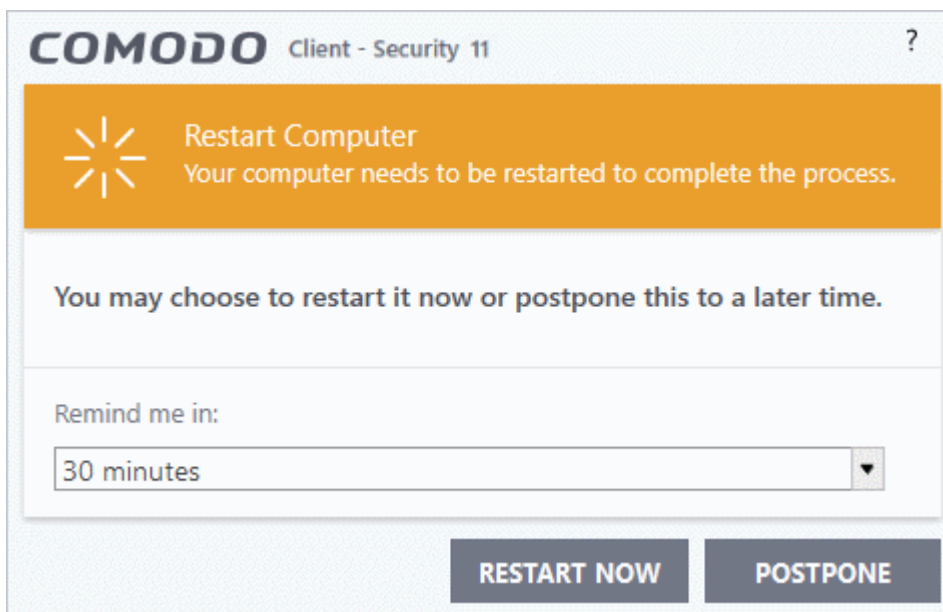 COMODO Client - Security 11 ?
Restart Computer
Your computer needs to be restarted to complete the process.
You may choose to restart it now or postpone this to a later time.
Remind me in:
30 minutes
RESTART NOW POSTPONE